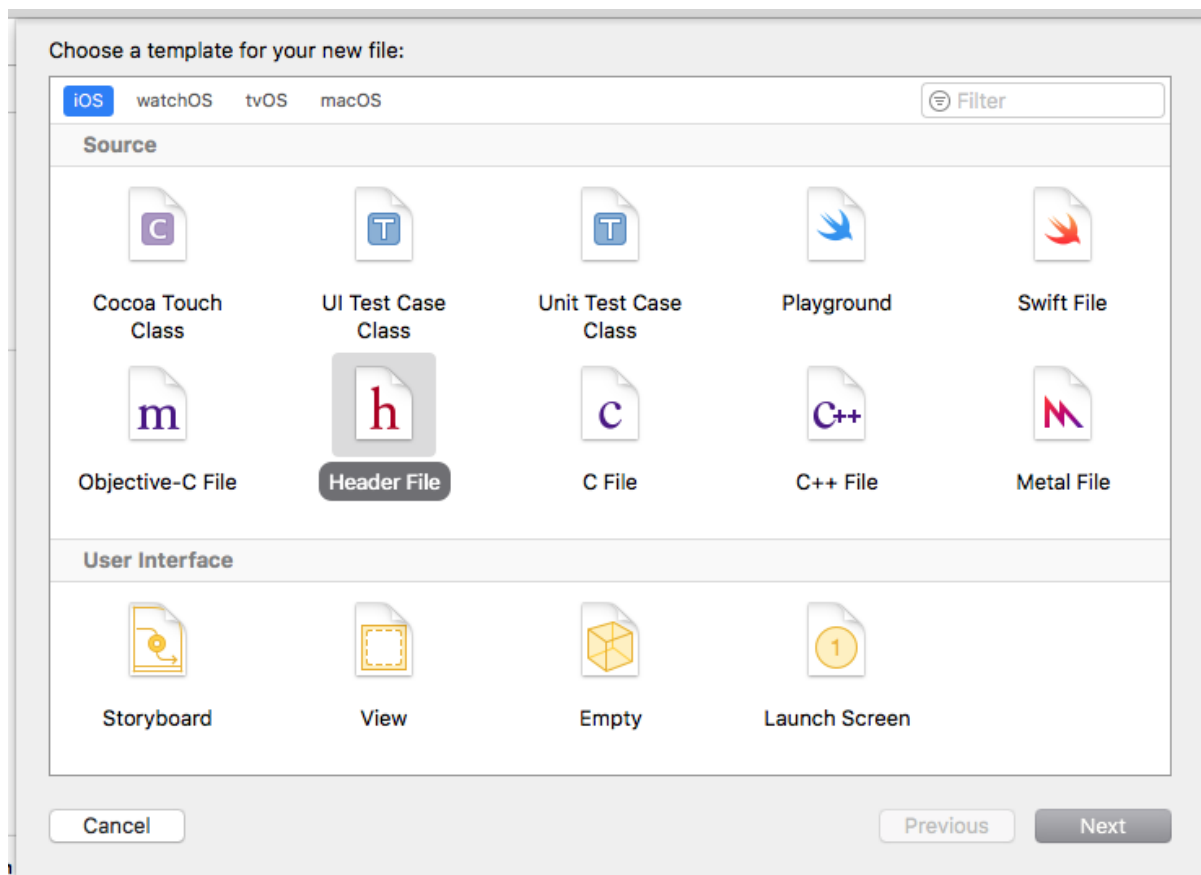 Choose a template for your new file:
iOS watchOS tvOS macOS Filter
Source
C T T
Cocoa Touch Class UI Test Case Class Unit Test Case Class Playground Swift File
m h c C++
Objective-C File Header File C File C++ File Metal File
User Interface
1
Storyboard View Empty Launch Screen
Cancel Previous Next